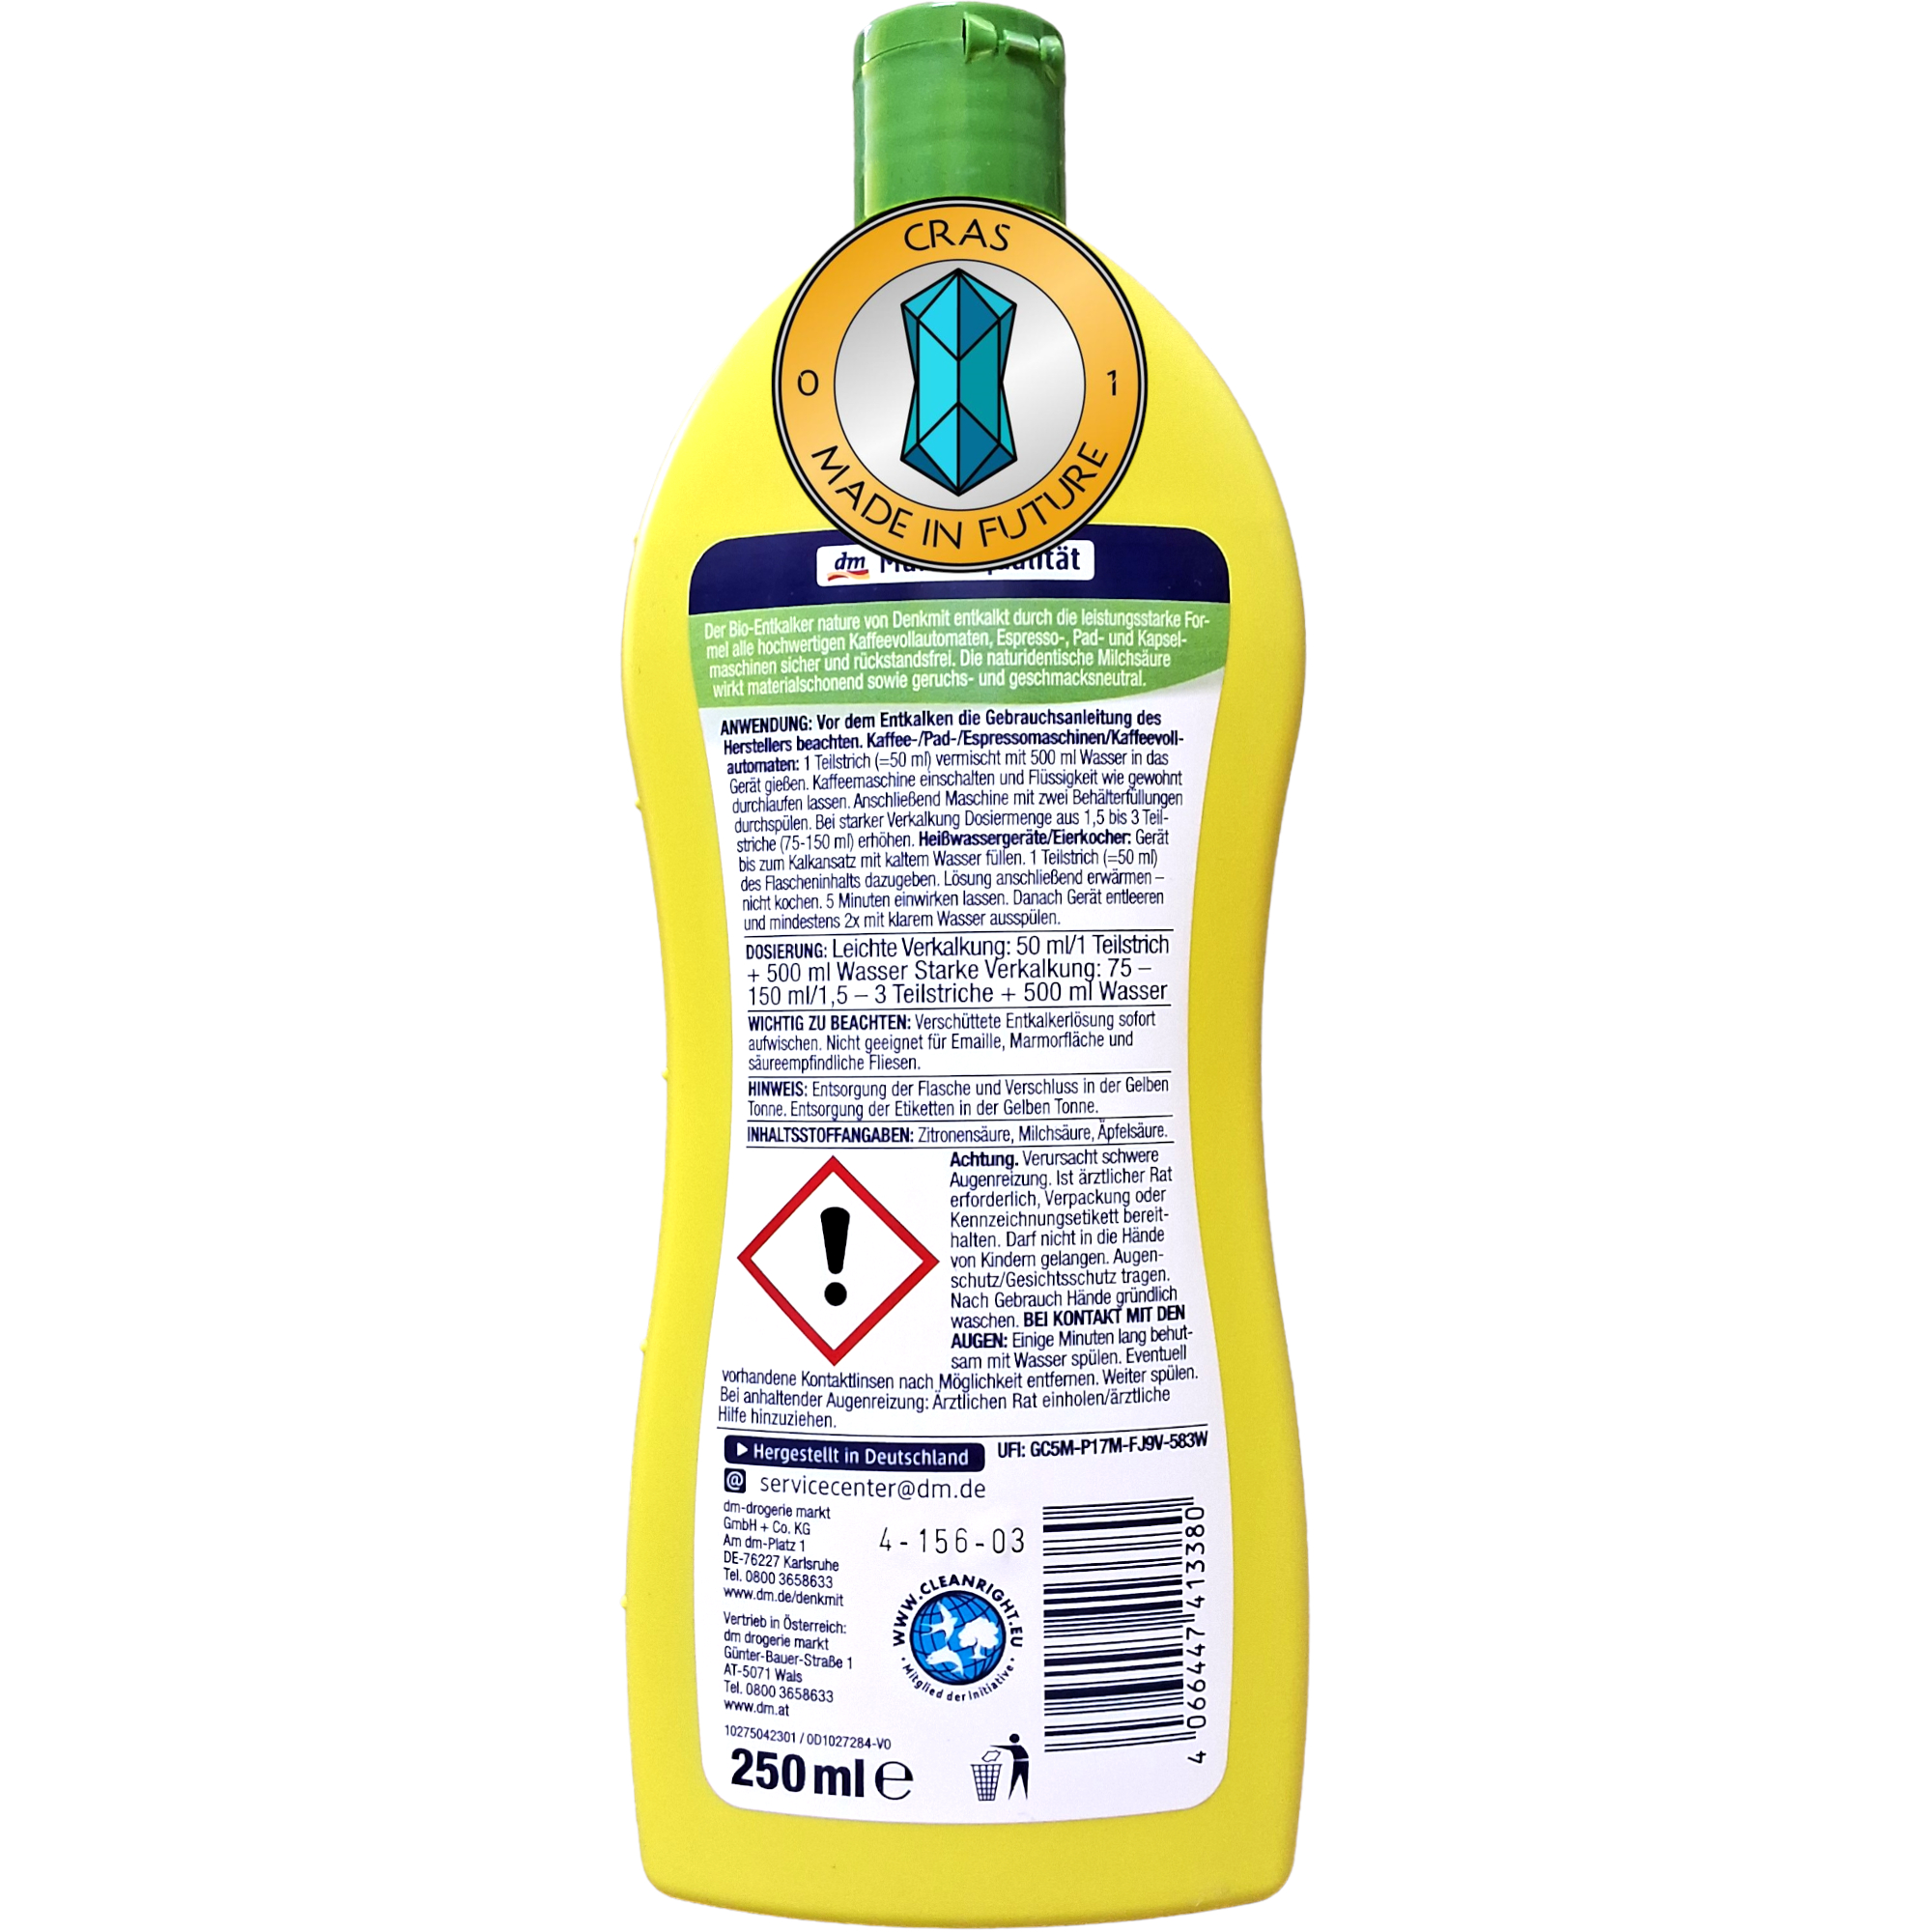 CRAS
0 1
MADE IN FUTURE
dm
Der Bio-Entkalker nature von Denkmit entkalkt durch die leistungsstarke For-
mel alle hochwertigen Kaffeevollautomaten, Espresso-, Pad- und Kapsel-
maschinen sicher und rückstandsfrei. Die naturidentische Milchsäure
wirkt materialschonend sowie geruchs- und geschmacksneutral.
ANWENDUNG: Vor dem Entkalken die Gebrauchsanleitung des
Herstellers beachten. Kaffee-/Pad-/Espressomaschinen/Kaffeevoll-
automaten: 1 Teilstrich (=50 ml) vermischt mit 500 ml Wasser in das
Gerät gießen. Kaffeemaschine einschalten und Flüssigkeit wie gewohnt
durchlaufen lassen. Anschließend Maschine mit zwei Behälterfüllungen
durchspülen. Bei starker Verkalkung Dosiermenge aus 1,5 bis 3 Teil-
striche (75-150 ml) erhöhen. Heißwassergeräte/Eierkocher: Gerät
bis zum Kalkansatz mit kaltem Wasser füllen. 1 Teilstrich (=50 ml)
des Flascheninhalts dazugeben. Lösung anschließend erwärmen –
nicht kochen. 5 Minuten einwirken lassen. Danach Gerät entleeren
und mindestens 2x mit klarem Wasser ausspülen.
DOSIERUNG: Leichte Verkalkung: 50 ml/1 Teilstrich
+ 500 ml Wasser Starke Verkalkung: 75 –
150 ml/1,5 – 3 Teilstriche + 500 ml Wasser
WICHTIG ZU BEACHTEN: Verschüttete Entkalkerlösung sofort
aufwischen. Nicht geeignet für Emaille, Marmorfläche und
säureempfindliche Fliesen.
HINWEIS: Entsorgung der Flasche und Verschluss in der Gelben
Tonne. Entsorgung der Etiketten in der Gelben Tonne.
INHALTSSTOFFANGABEN: Zitronensäure, Milchsäure, Äpfelsäure.
Achtung. Verursacht schwere
Augenreizung. Ist ärztlicher Rat
erforderlich, Verpackung oder
Kennzeichnungsetikett bereit-
halten. Darf nicht in die Hände
von Kindern gelangen. Augen-
schutz/Gesichtsschutz tragen.
Nach Gebrauch Hände gründlich
waschen. BEI KONTAKT MIT DEN
AUGEN: Einige Minuten lang behut-
sam mit Wasser spülen. Eventuell
vorhandene Kontaktlinsen nach Möglichkeit entfernen. Weiter spülen.
Bei anhaltender Augenreizung: Ärztlichen Rat einholen/ärztliche
Hilfe hinzuziehen.
Hergestellt in Deutschland
UFI: GC5M-P17M-FJ9V-583W
@ servicecenter@dm.de
dm-drogerie markt
GmbH + Co. KG
Am dm-Platz 1
DE-76227 Karlsruhe
Tel. 0800 3658633
www.dm.de/denkmit
Vertrieb in Österreich:
dm drogerie markt
Günter-Bauer-Straße 1
AT-5071 Wals
Tel. 0800 3658633
www.dm.at
4-156-03
WWW.CLEANRIGHT.EU
Mitglied der Initiative
4 066447 413380
10275042301 / 0D1027284-V0
250 ml e